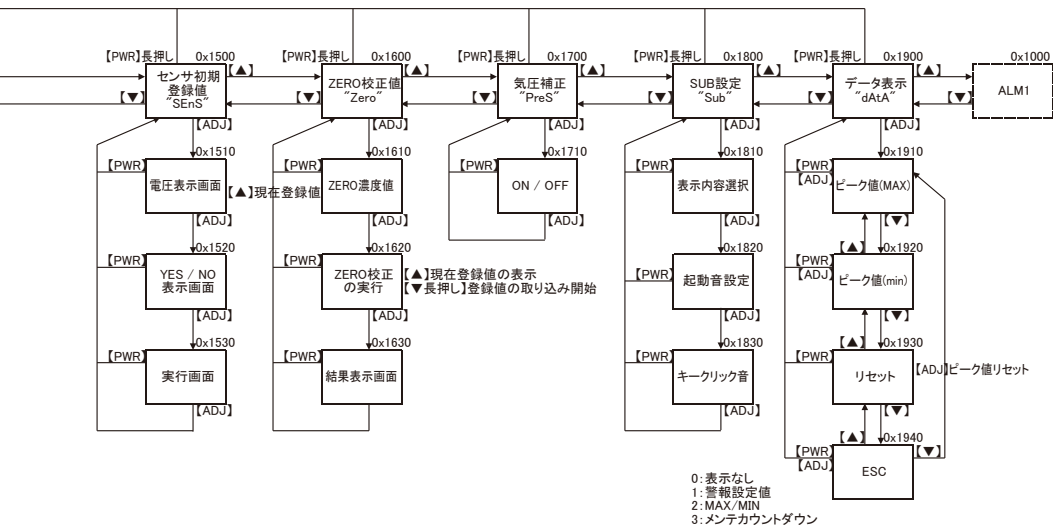 【PWR】長押し 0x1500
センサ初期
登録値
"SEnS"
【▲】
【▼】
【ADJ】
【PWR】長押し 0x1600
ZERO校正値
"Zero"
【▲】
【▼】
【ADJ】
【PWR】長押し 0x1700
気圧補正
"PreS"
【▲】
【▼】
【ADJ】
【PWR】長押し 0x1800
SUB設定
"Sub"
【▲】
【▼】
【ADJ】
【PWR】長押し 0x1900
データ表示
"dAtA"
【▲】
【▼】
【ADJ】
0x1000
ALM1
0x1510
【PWR】
電圧表示画面
【▲】現在登録値
【ADJ】
0x1520
【PWR】
YES / NO
表示画面
【ADJ】
0x1530
【PWR】
実行画面
【ADJ】
0x1610
【PWR】
ZERO濃度値
【ADJ】
0x1620
【PWR】
ZERO校正
の実行
【▲】現在登録値の表示
【▼長押し】登録値の取り込み開始
【ADJ】
0x1630
【PWR】
結果表示画面
0x1710
【PWR】
ON / OFF
【ADJ】
0x1810
【PWR】
表示内容選択
【ADJ】
0x1820
【PWR】
起動音設定
【ADJ】
0x1830
【PWR】
キークリック音
【ADJ】
0x1910
【PWR】
【ADJ】
ピーク値(MAX)
【▼】
【▲】
0x1920
【PWR】
【ADJ】
ピーク値(min)
【▼】
【▲】
0x1930
【PWR】
リセット
【ADJ】ピーク値リセット
【▼】
【▲】
0x1940
【PWR】
【ADJ】
ESC
【▼】
0:表示なし
1:警報設定値
2:MAX/MIN
3:メンテカウントダウン